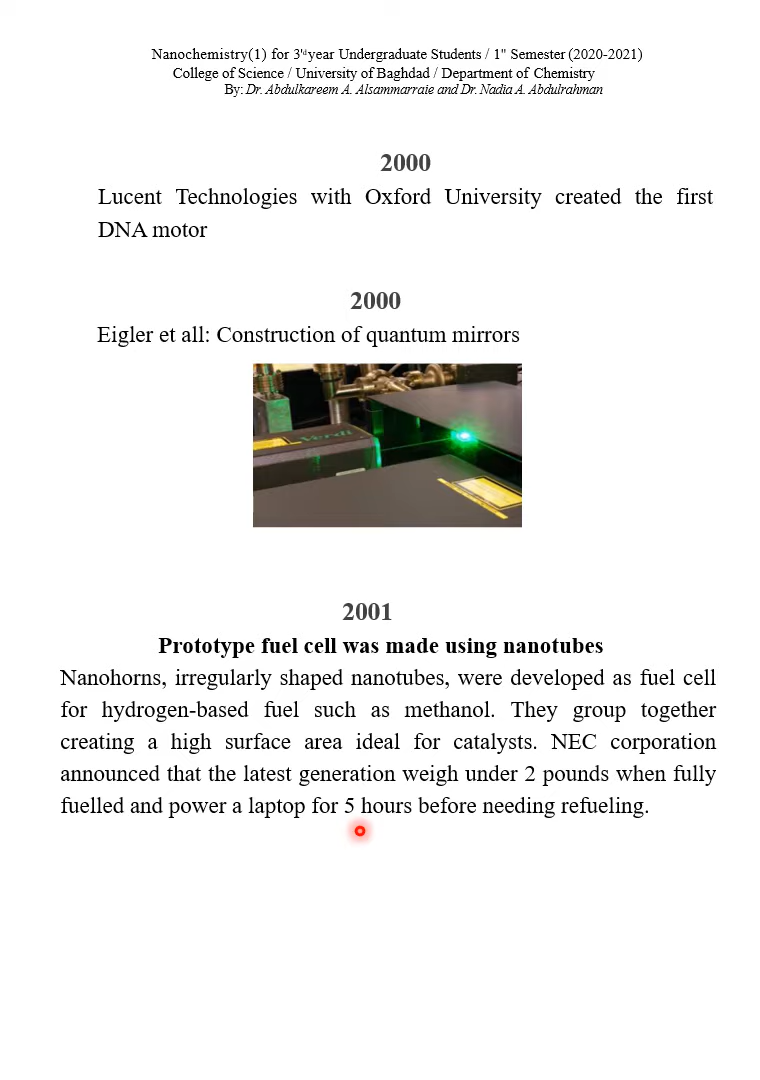 Nanochemistry(1) for 3'd year Undergraduate Students / 1" Semester (2020-2021)
College of Science / University of Baghdad / Department of Chemistry
By: Dr. Abdulkareem A. Alsammarraie and Dr. Nadia A. Abdulrahman
2000
Lucent Technologies with Oxford University created the first
DNA motor
2000
Eigler et all: Construction of quantum mirrors
Verdi
2001
Prototype fuel cell was made using nanotubes
Nanohorns, irregularly shaped nanotubes, were developed as fuel cell
for hydrogen-based fuel such as methanol. They group together
creating a high surface area ideal for catalysts. NEC corporation
announced that the latest generation weigh under 2 pounds when fully
fuelled and power a laptop for 5 hours before needing refueling.